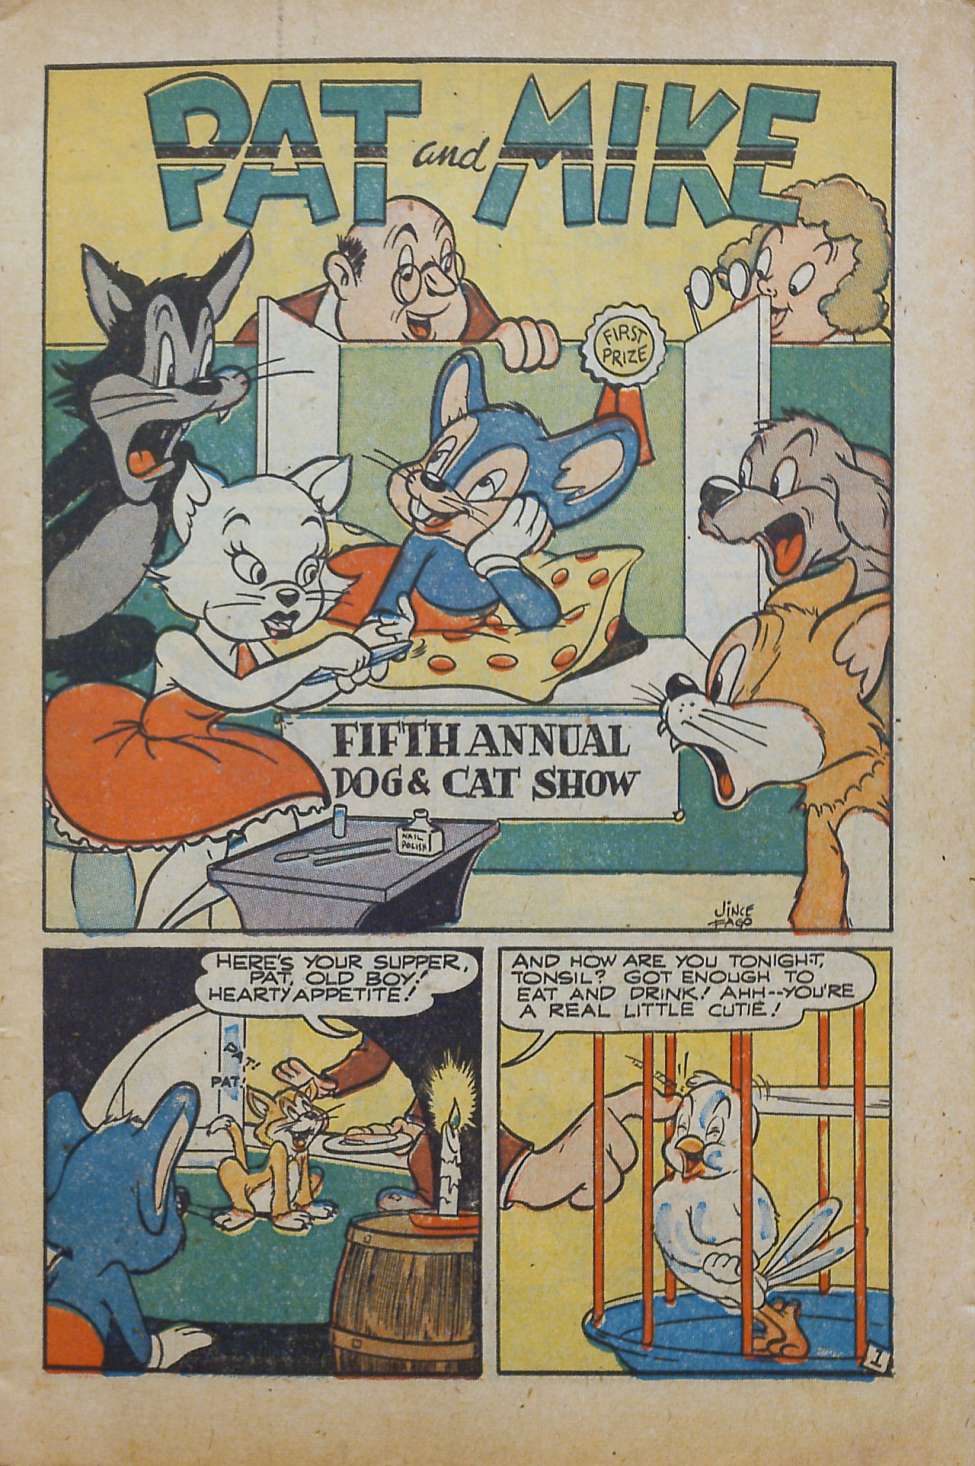 PAT and MIKE
FIRST
PRIZE
FIFTH ANNUAL
DOG & CAT SHOW
NAIL
POLISH
JINCE
FAGO
HERE'S YOUR SUPPER,
PAT, OLD BOY!
HEARTY APPETITE!
PAT!
PAT!
AND HOW ARE YOU TONIGHT,
TONSIL? GOT ENOUGH TO
EAT AND DRINK! AHH--YOU'RE
A REAL LITTLE CUTIE!
1